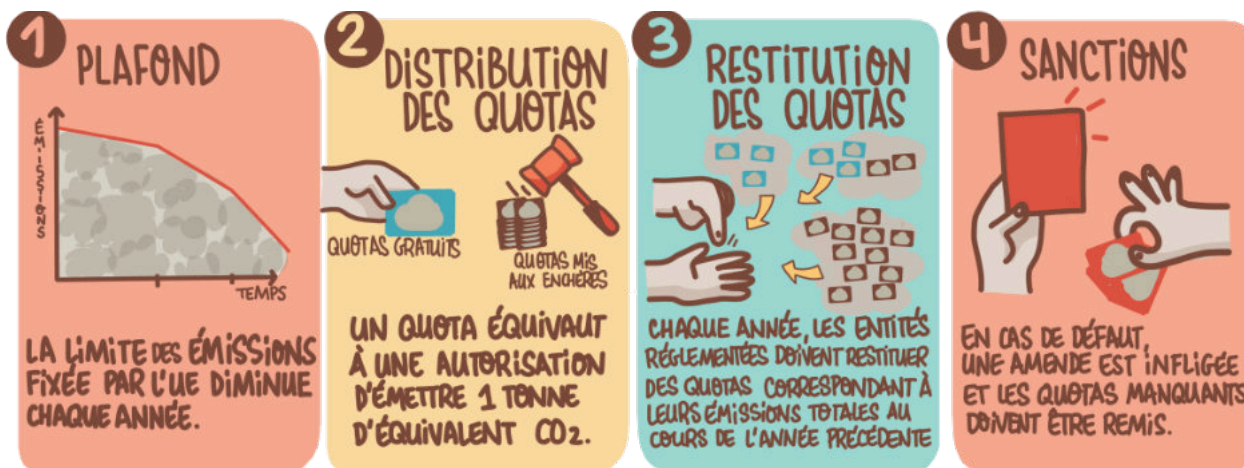 1
PLAFOND
ÉMISSIONS
TEMPS
LA LIMITE DES ÉMISSIONS
FIXÉE PAR L'UE DIMINUE
CHAQUE ANNÉE.
2
DISTRIBUTION
DES QUOTAS
QUOTAS GRATUITS
QUOTAS MIS
AUX ENCHÈRES
UN QUOTA ÉQUIVAUT
À UNE AUTORISATION
D'ÉMETTRE 1 TONNE
D'ÉQUIVALENT CO2.
3
RESTITUTION
DES QUOTAS
CHAQUE ANNÉE, LES ENTITÉS
RÉGLEMENTÉES DOIVENT RESTITUER
DES QUOTAS CORRESPONDANT À
LEURS ÉMISSIONS TOTALES AU
COURS DE L'ANNÉE PRÉCÉDENTE
4
SANCTIONS
EN CAS DE DÉFAUT,
UNE AMENDE EST INFLIGÉE
ET LES QUOTAS MANQUANTS
DOIVENT ÊTRE REMIS.